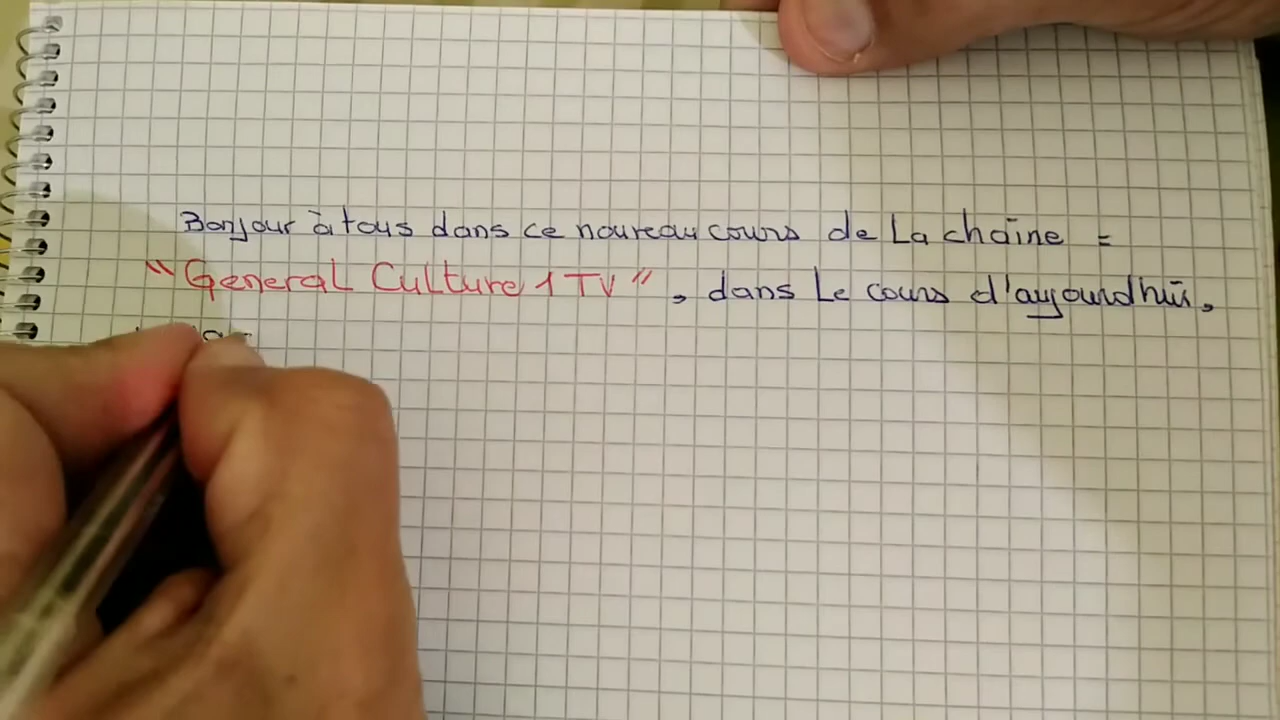 Bonjour à tous dans ce nouveau cours de La chaîne =
"General Culture 1 TV", dans Le cours d'aujourd'hui,